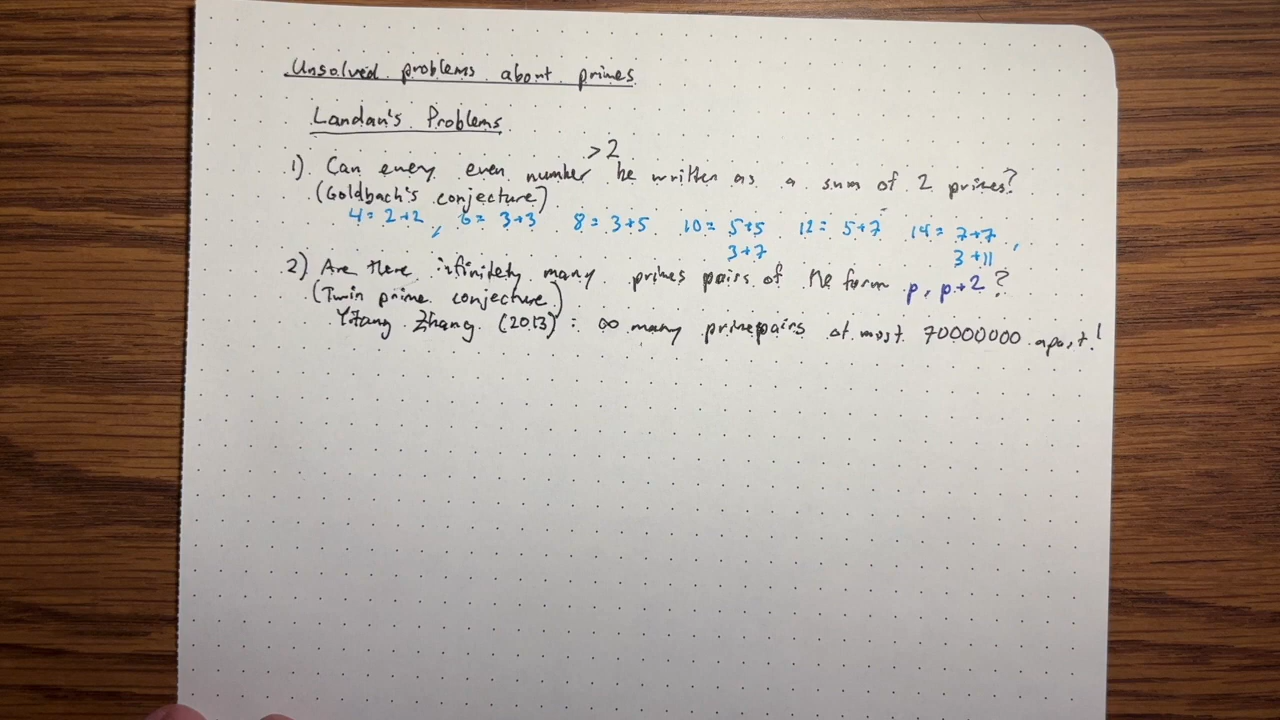 Unsolved problems about primes
Landau's Problems
> 2
1) Can every even number be written as a sum of 2 primes?
(Goldbach's conjecture)
4 = 2+2, 6 = 3+3 8 = 3+5 10 = 5+5 12 = 5+7 14 = 7+7,
3+7 3+11
2) Are there infinitely many primes pairs of the form p, p+2?
(Twin prime conjecture)
Yitang Zhang (2013): ∞ many prime pairs at most 70000000 apart!